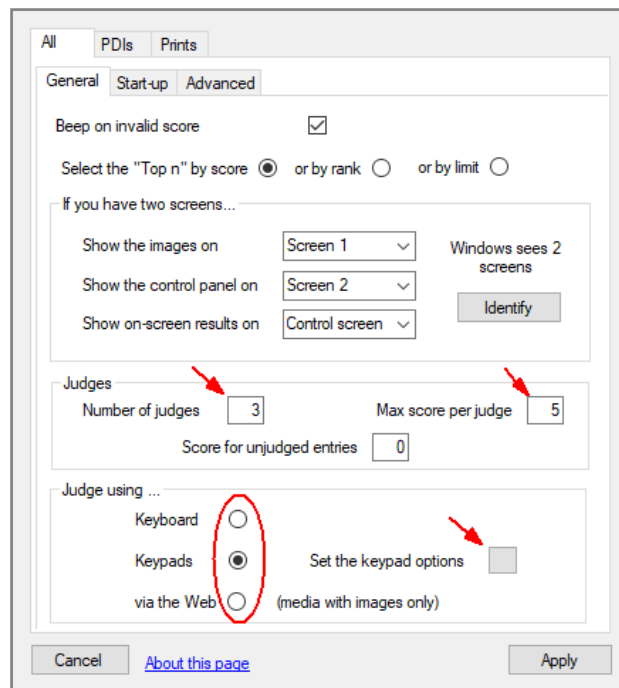 All PDIs Prints
General Start-up Advanced
Beep on invalid score
Select the "Top n" by score or by rank or by limit
If you have two screens...
Show the images on Screen 1
Windows sees 2
screens
Show the control panel on Screen 2
Identify
Show on-screen results on Control screen
Judges
Number of judges 3 Max score per judge 5
Score for unjudged entries 0
Judge using ...
Keyboard
Keypads Set the keypad options
via the Web (media with images only)
Cancel About this page Apply